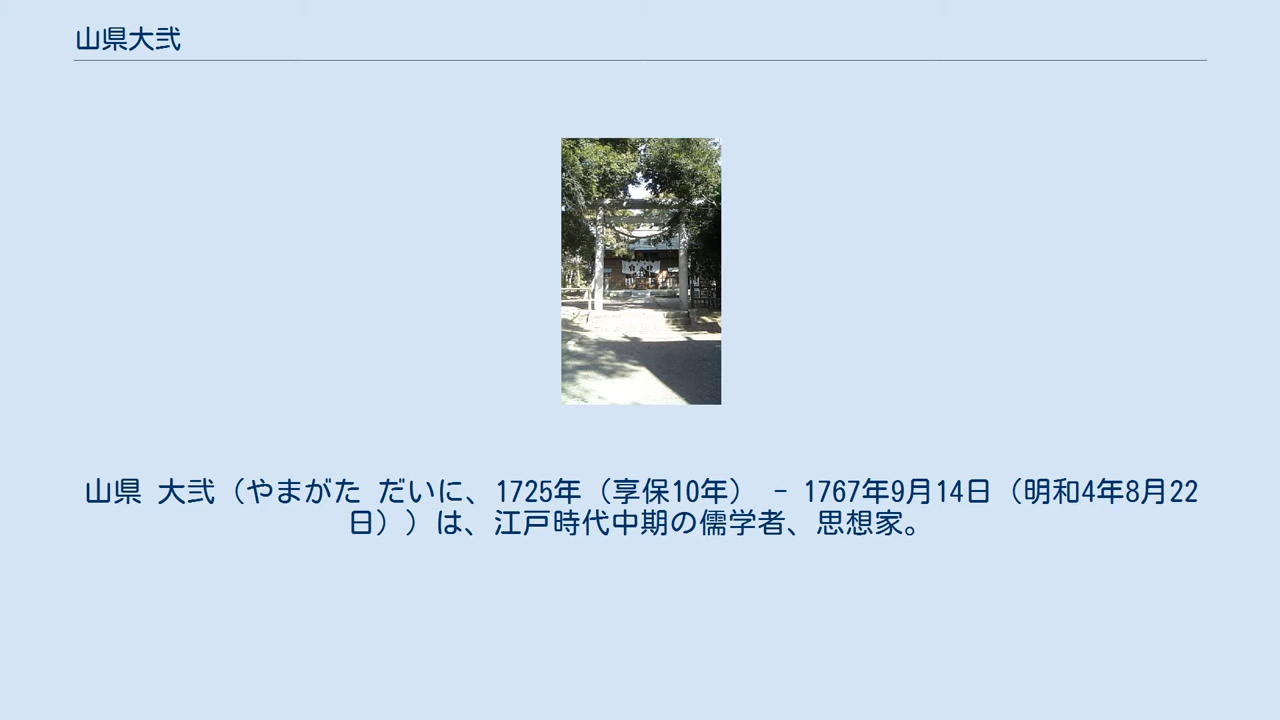 山県大弐
山県 大弐（やまがた だいに、1725年（享保10年） - 1767年9月14日（明和4年8月22
日））は、江戸時代中期の儒学者、思想家。